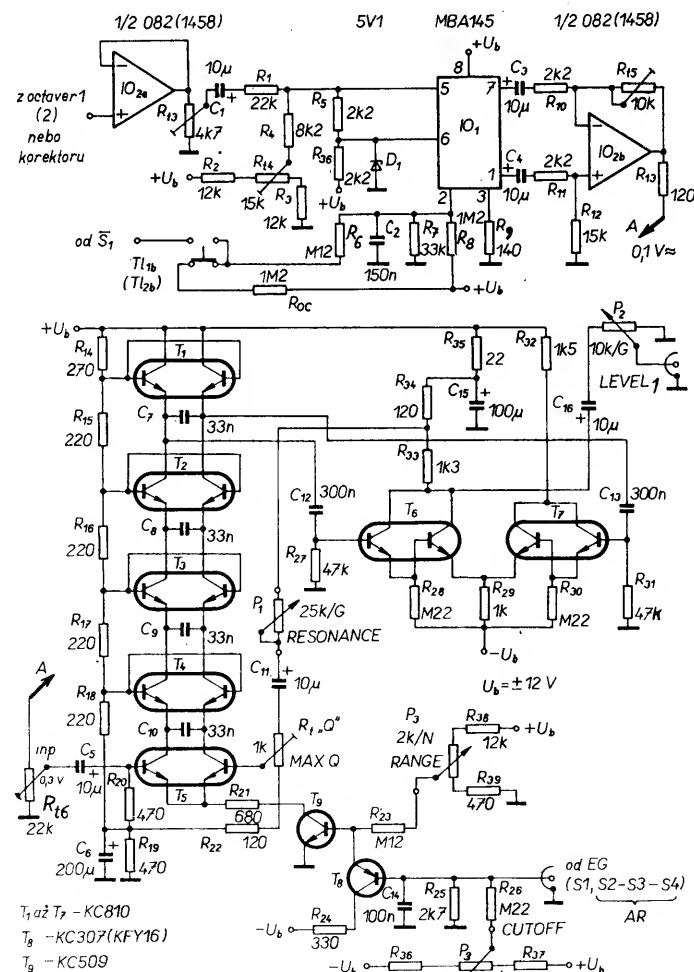 1/2 082 (1458) 5V1 MBA145 1/2 082 (1458)
+Ub
10µ R1 8 C3 2k2 R15
IO2a 22k R5 5 7 10µ R10 10k
z octaver 1 R13 C1 R4 2k2 IO1
(2) 4k7 8k2 6 C4 2k2 IO2b
nebo R36 D1 1 R13
korektoru R2 Rt4 2k2 2 3 10µ R11 120
+Ub 12k 15k R3 +Ub R12 A
12k 1M2 15k 0,1 V≈
od S̅1 R6 C2 R7 R8 R9
Tl1b M12 33k 140
(Tl2b) 1M2 150n
Roc +Ub
+Ub R35 R32 P2
R14 T1 22 1k5 10k/G
270 R34 LEVEL 1
C7 120 C15 C16
R15 33n 100µ 10µ
220 T2 R33
1k3
C12 300n C13 300n
R16 C8 33n T6 T7
220 T3 R27
47k R28 R29 R30 R31
P1 M22 1k M22 47k
R17 C9 33n 25k/G
220 RESONANCE -Ub
A T4 C11 Ub = ±12 V
R18 10µ P3 R38
220 C10 33n Rt „Q" 2k/N 12k +Ub
inp C5 1k MAX Q RANGE
0,3 V 10µ R20 T5 R21 R39
Rt6 470 680 T9 R23 470
22k R19 R22 120 M12
C6 470 od EG
200µ T8 C14 R25 R26 (S1, S2-S3-S4)
100n 2k7 M22 AR
T1 až T7 - KC810 R24 CUTOFF
T8 - KC307 (KFY16) -Ub 330
T9 - KC509 -Ub R36 P3 R37 +Ub